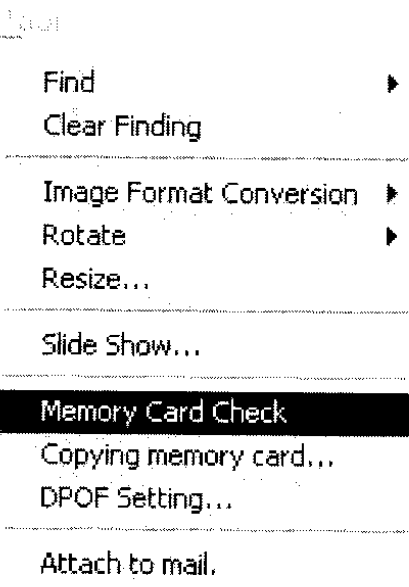 Find
Clear Finding
Image Format Conversion
Rotate
Resize...
Slide Show...
Memory Card Check
Copying memory card...
DPOF Setting...
Attach to mail.